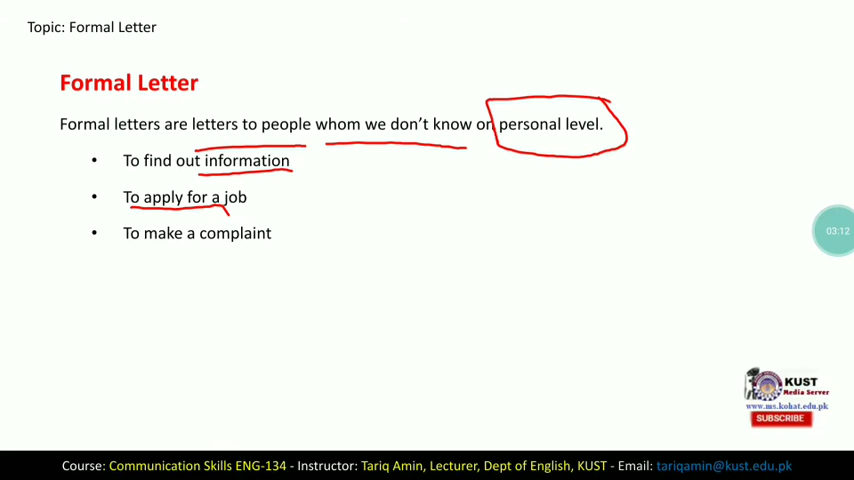 Topic: Formal Letter
Formal Letter
Formal letters are letters to people whom we don't know on personal level.
• To find out information
• To apply for a job
• To make a complaint
03:12
KUST
Media Server
www.ms.kohat.edu.pk
SUBSCRIBE
Course: Communication Skills ENG-134 - Instructor: Tariq Amin, Lecturer, Dept of English, KUST - Email: tariqamin@kust.edu.pk